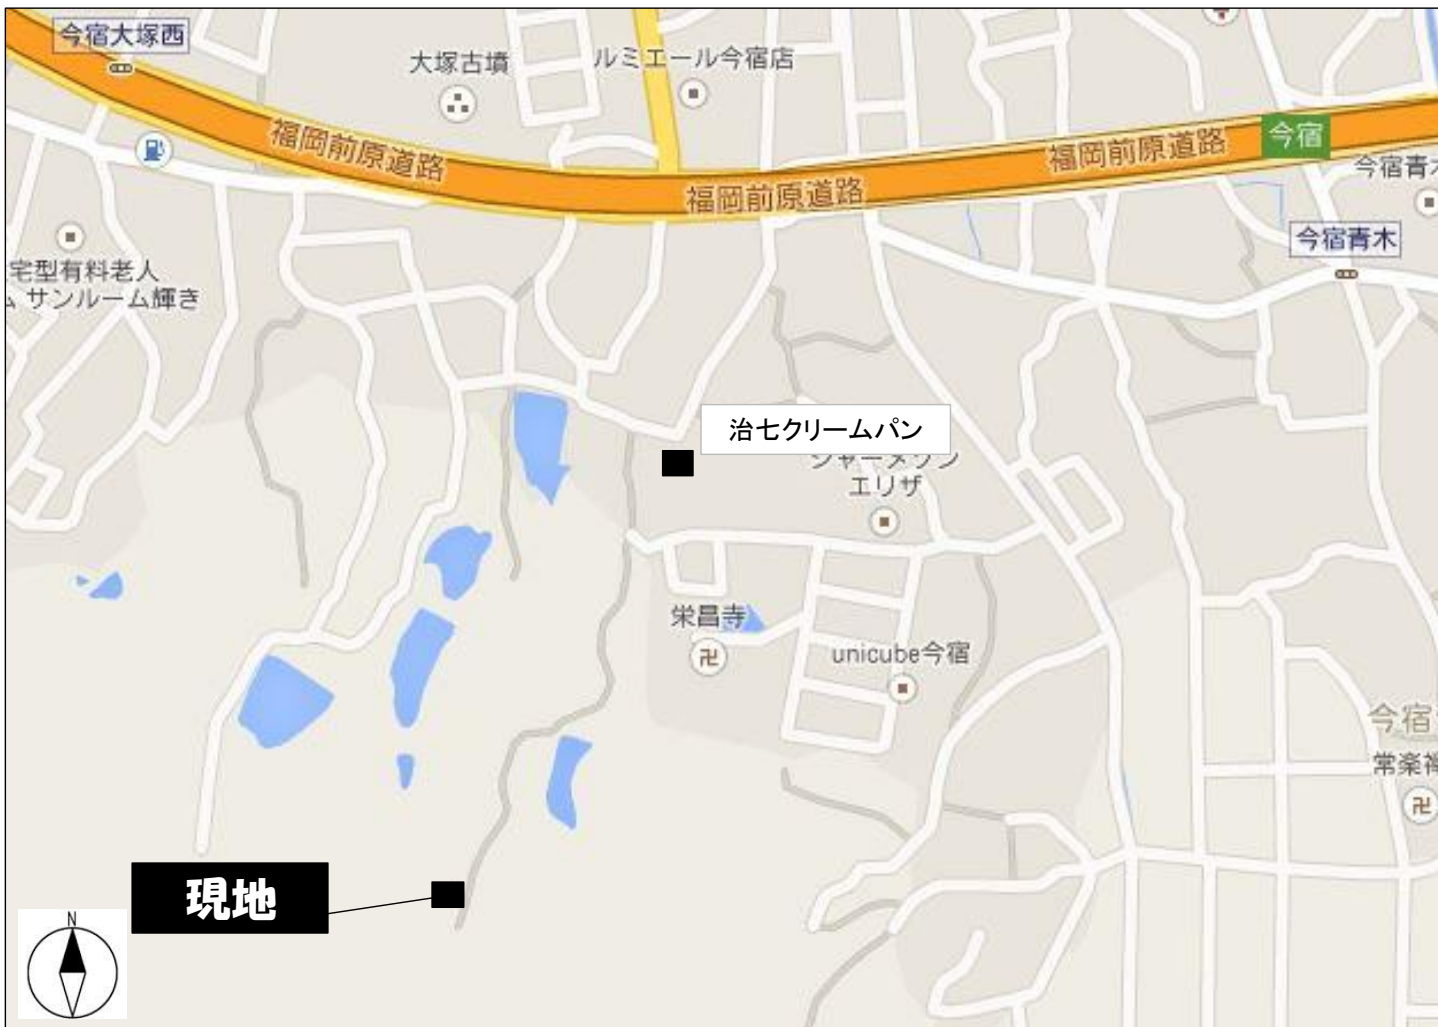 今宿大塚西
大塚古墳
ルミエール今宿店
福岡前原道路
福岡前原道路
福岡前原道路
今宿
今宿青木
今宿青
宅型有料老人
ム サンルーム輝き
治七クリームパン
エリザ
栄昌寺
unicube今宿
今宿
常楽禅
現地
N